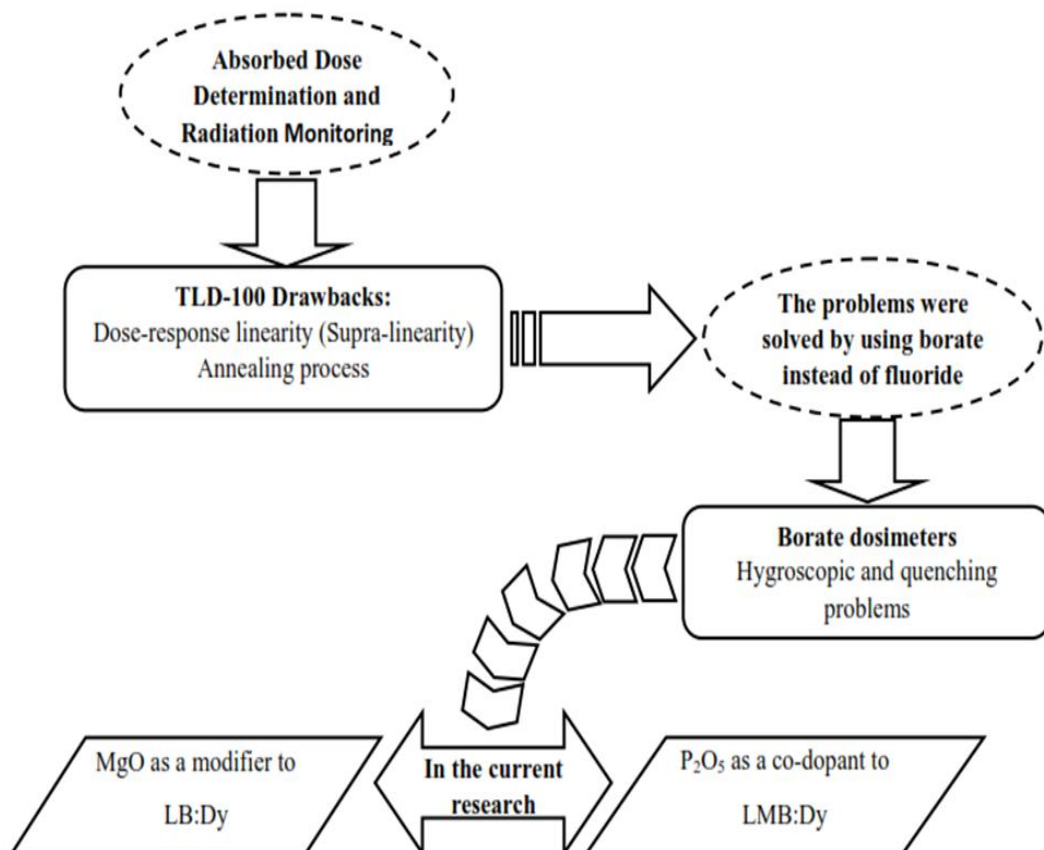 Absorbed Dose
Determination and
Radiation Monitoring
TLD-100 Drawbacks:
Dose-response linearity (Supra-linearity)
Annealing process
The problems were
solved by using borate
instead of fluoride
Borate dosimeters
Hygroscopic and quenching
problems
MgO as a modifier to
LB:Dy
In the current
research
P₂O₅ as a co-dopant to
LMB:Dy